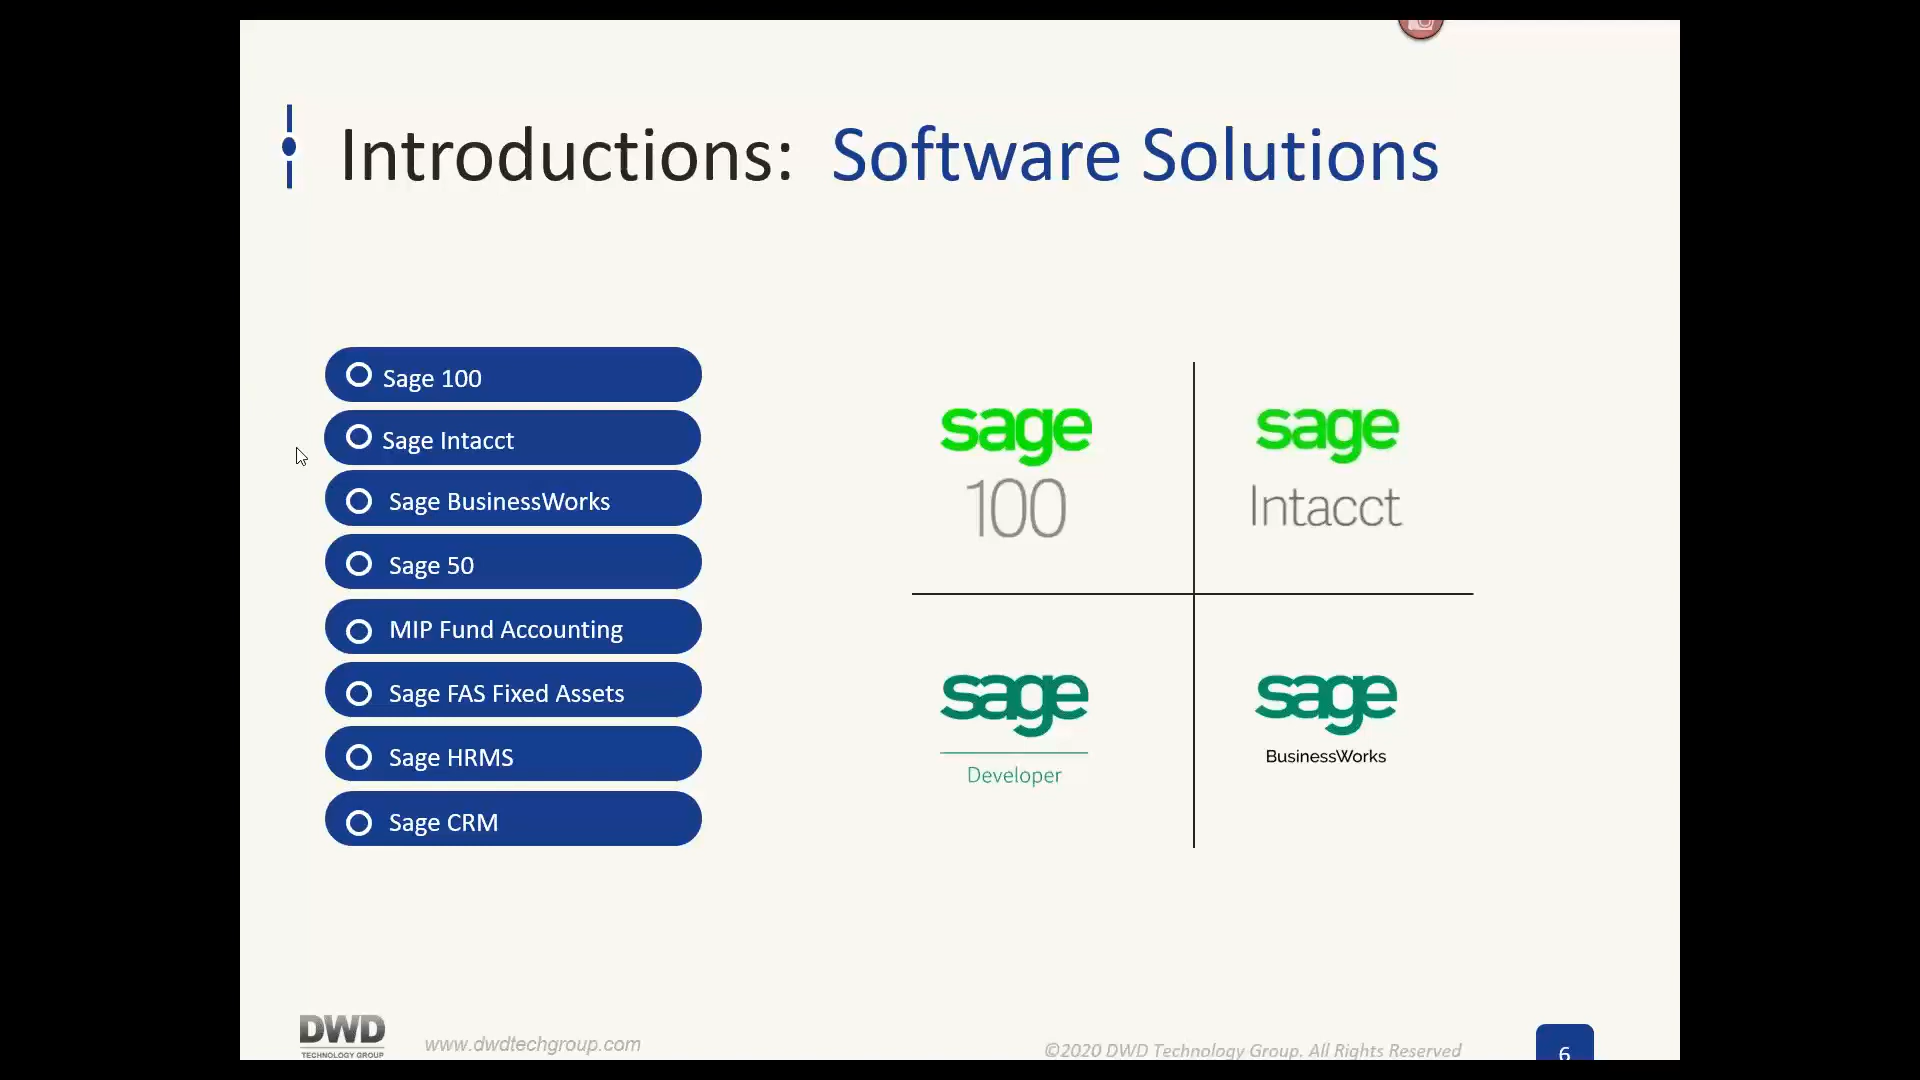 Introductions: Software Solutions
Sage 100
Sage Intacct
Sage BusinessWorks
Sage 50
MIP Fund Accounting
Sage FAS Fixed Assets
Sage HRMS
Sage CRM
sage
100
sage
Intacct
sage
Developer
sage
BusinessWorks
DWD
TECHNOLOGY GROUP
www.dwdtechgroup.com
©2020 DWD Technology Group. All Rights Reserved
6